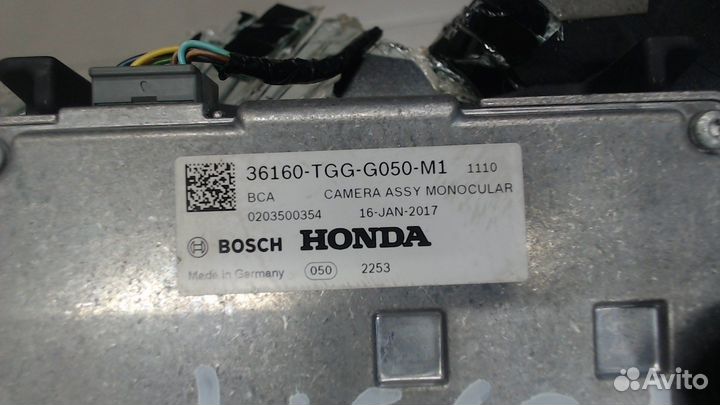 36160-TGG-G050-M1 1110
BCA CAMERA ASSY MONOCULAR
0203500354 16-JAN-2017
BOSCH HONDA
Made in Germany 050 2253
Avito